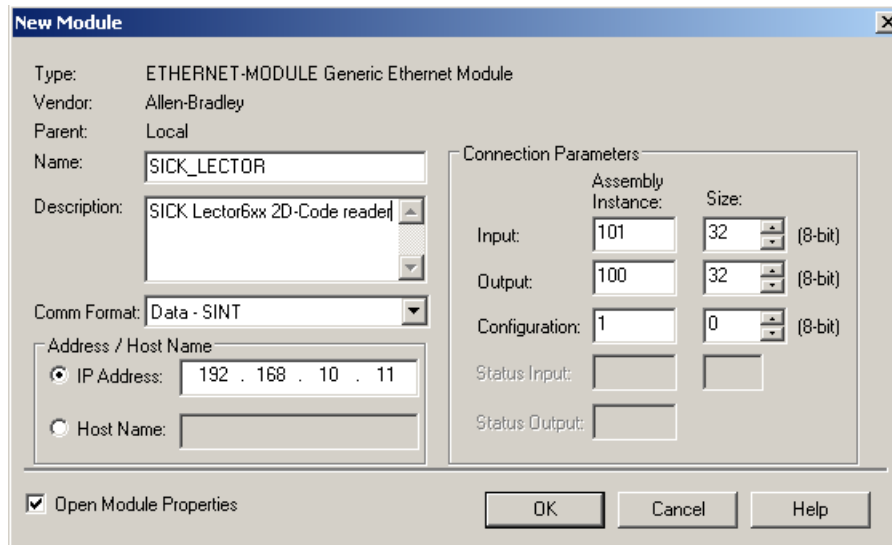 New Module
Type: ETHERNET-MODULE Generic Ethernet Module
Vendor: Allen-Bradley
Parent: Local
Name: SICK_LECTOR
Description: SICK Lector6xx 2D-Code reader
Comm Format: Data - SINT
Address / Host Name
IP Address: 192 . 168 . 10 . 11
Host Name:
Connection Parameters
Assembly
Instance: Size:
Input: 101 32 (8-bit)
Output: 100 32 (8-bit)
Configuration: 1 0 (8-bit)
Status Input:
Status Output:
Open Module Properties
OK Cancel Help